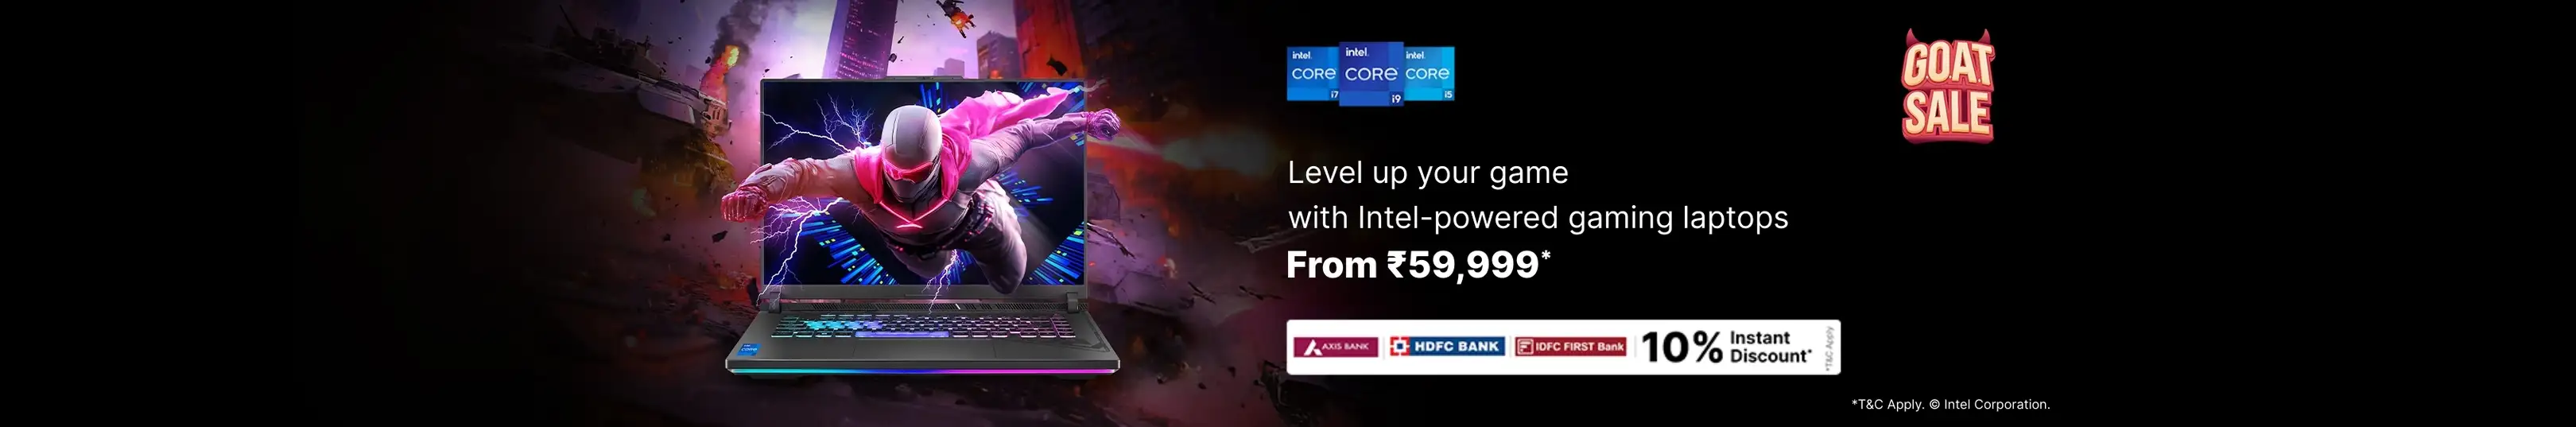 intel.
CORE
i7
intel.
CORE
i9
intel.
CORE
i5
GOAT
SALE
Level up your game
with Intel-powered gaming laptops
From ₹59,999*
AXIS BANK
HDFC BANK
IDFC FIRST Bank
10% Instant
Discount*
*T&C Apply
*T&C Apply. © Intel Corporation.